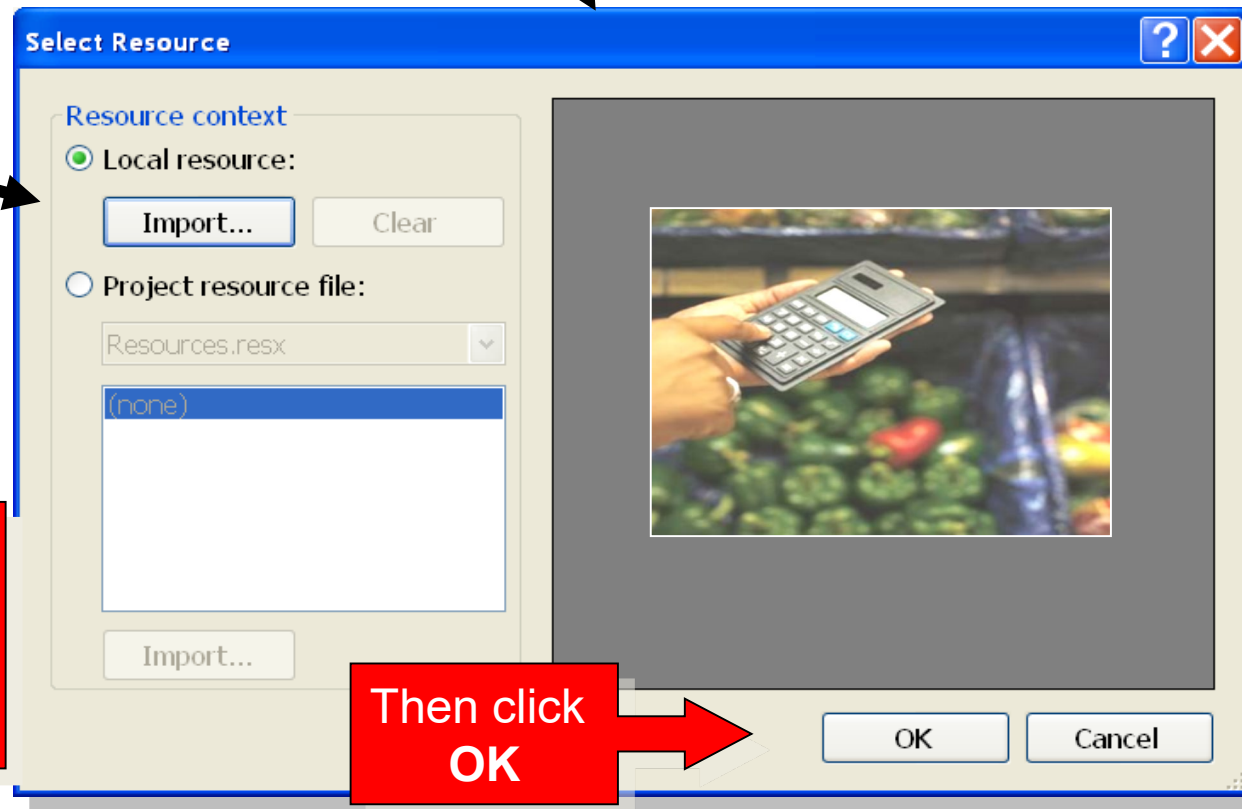 Select Resource
Resource context
Local resource:
Import... Clear
Project resource file:
Resources.resx
(none)
Import...
Then click
OK
OK Cancel